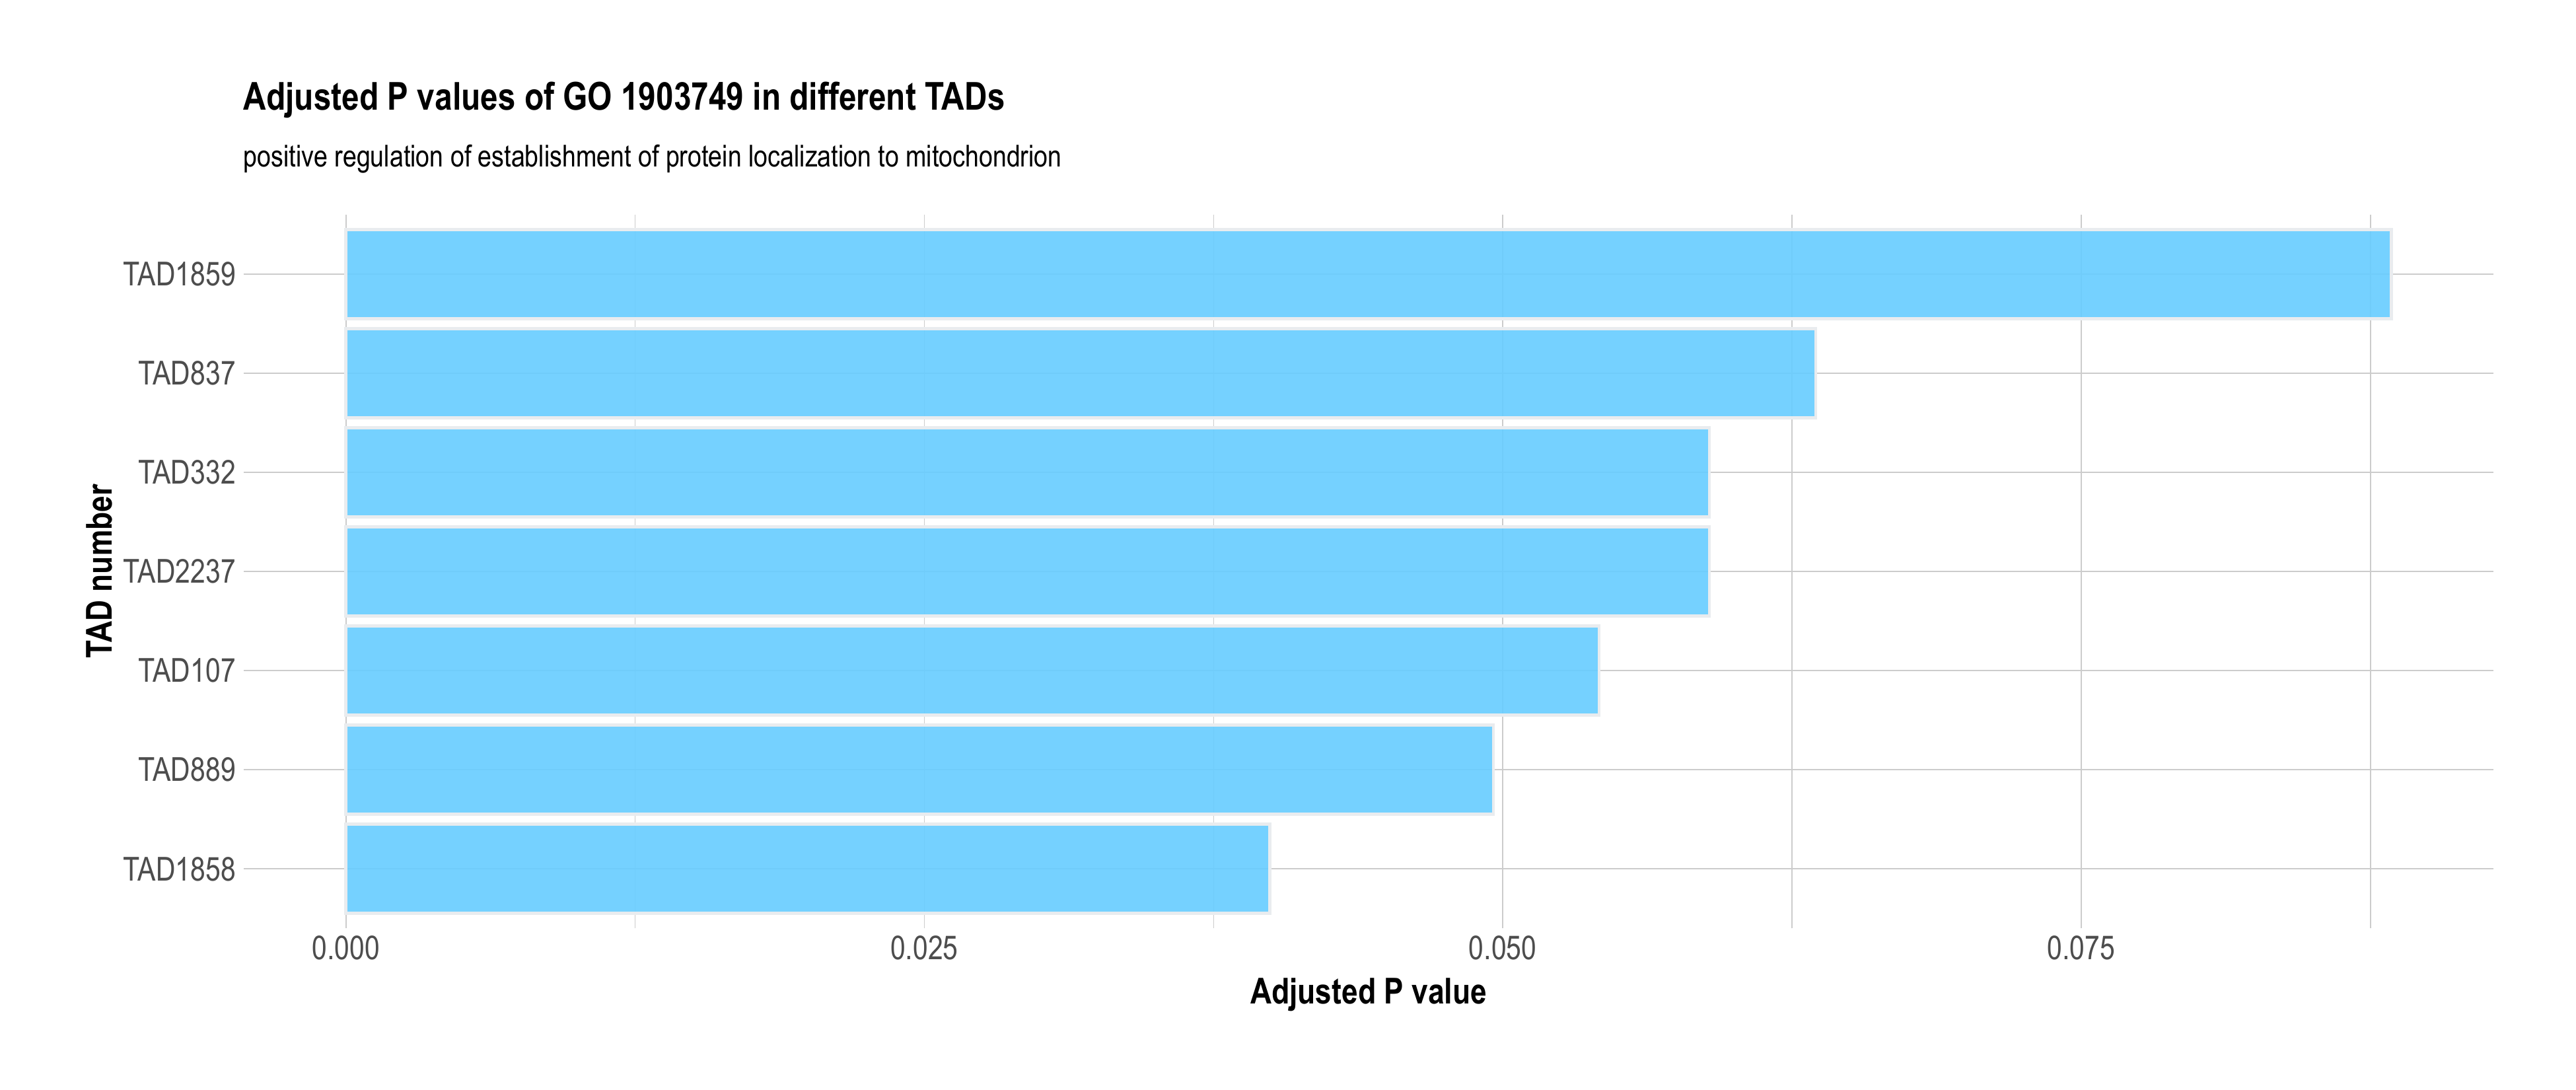 Adjusted P values of GO 1903749 in different TADs
positive regulation of establishment of protein localization to mitochondrion
TAD number
TAD1859
TAD837
TAD332
TAD2237
TAD107
TAD889
TAD1858
0.000 0.025 0.050 0.075
Adjusted P value